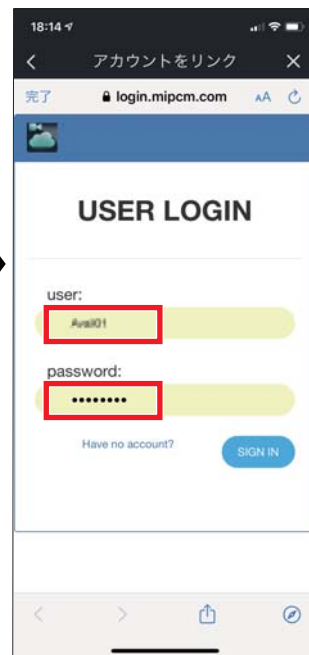 18:14
アカウントをリンク
完了
login.mipcm.com
AA
USER LOGIN
user:
password:
••••••••
Have no account?
SIGN IN